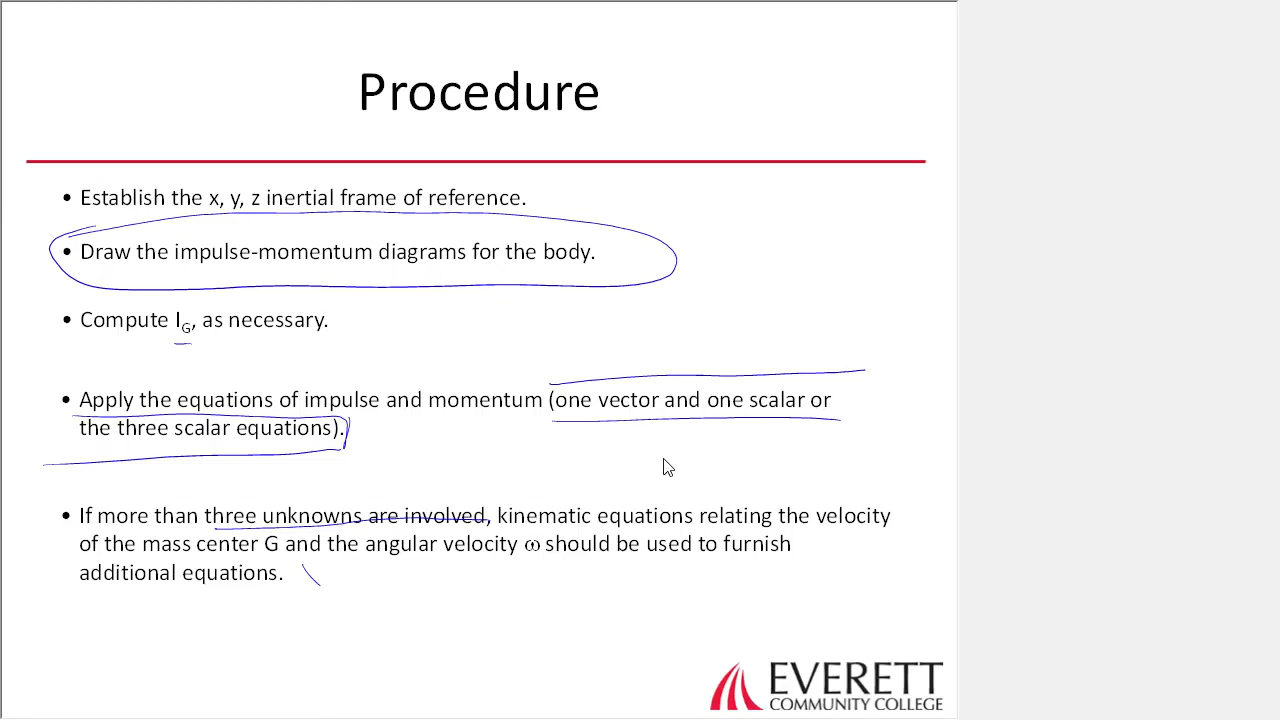 Procedure
• Establish the x, y, z inertial frame of reference.
• Draw the impulse-momentum diagrams for the body.
• Compute I_G, as necessary.
• Apply the equations of impulse and momentum (one vector and one scalar or
the three scalar equations).
• If more than three unknowns are involved, kinematic equations relating the velocity
of the mass center G and the angular velocity ω should be used to furnish
additional equations.
EVERETT
COMMUNITY COLLEGE